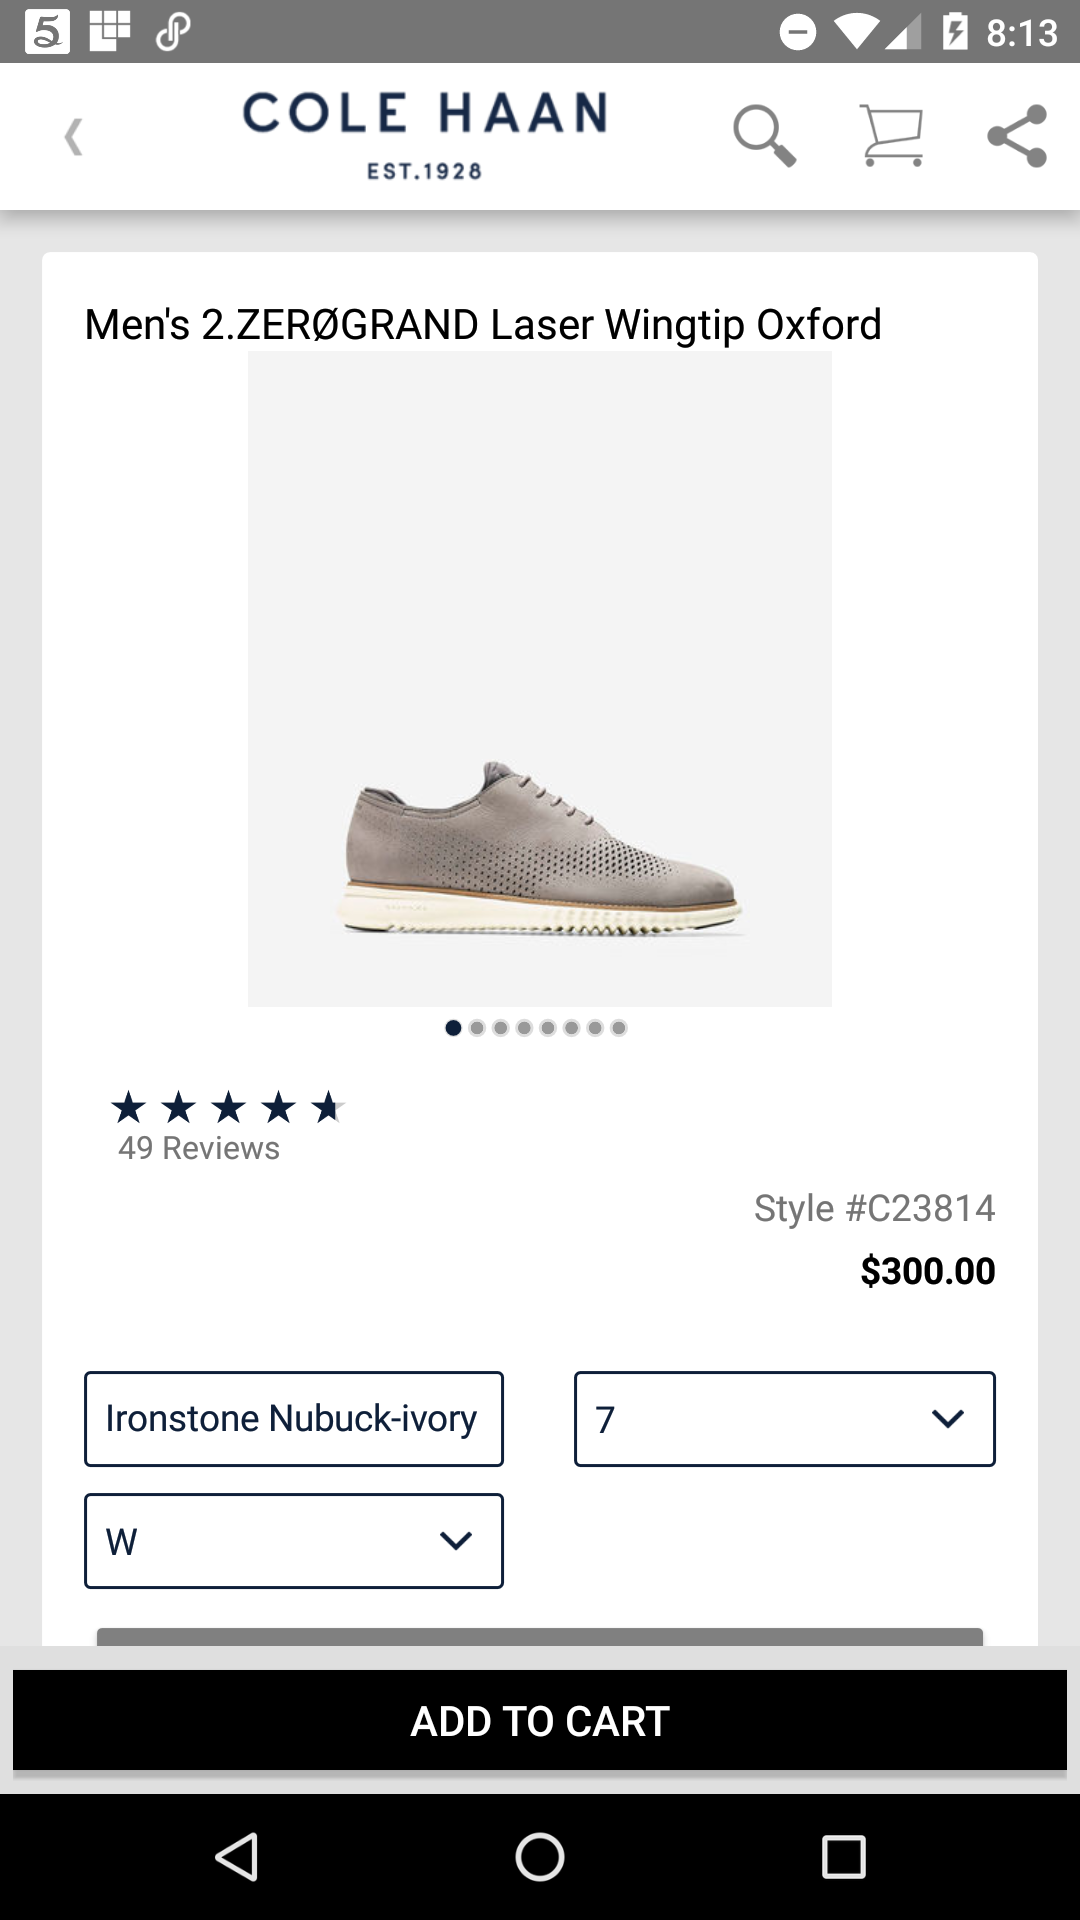 8:13
COLE HAAN
EST.1928
Men's 2.ZERØGRAND Laser Wingtip Oxford
49 Reviews
Style #C23814
$300.00
Ironstone Nubuck-ivory
7
W
ADD TO CART